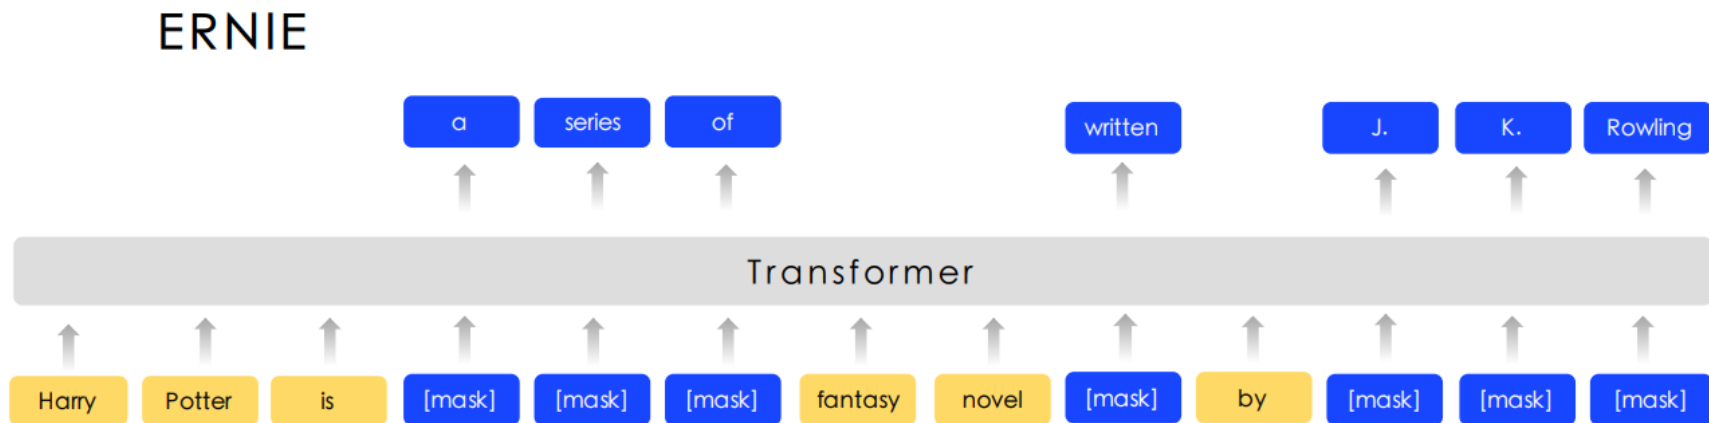 ERNIE
a series of written J. K. Rowling
Transformer
Harry Potter is [mask] [mask] [mask] fantasy novel [mask] by [mask] [mask] [mask]